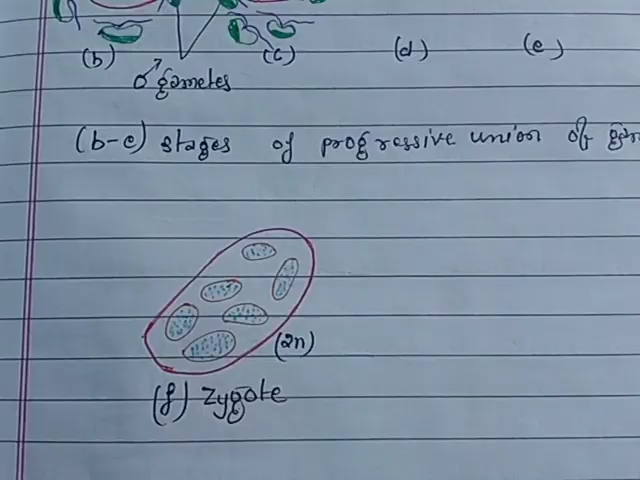 (b) (c) (d) (e)
♂ gametes
(b-e) stages of progressive union of
(2n)
(f) zygote